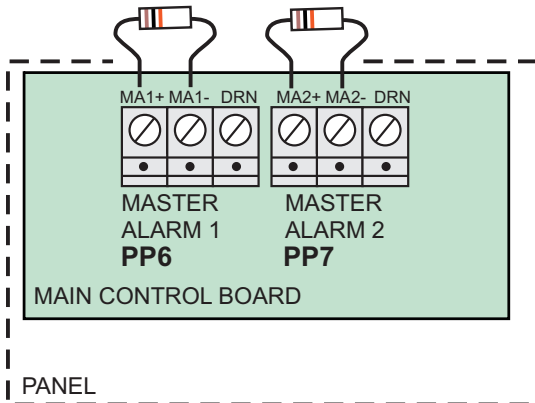 MA1+ MA1- DRN
MA2+ MA2- DRN
MASTER
ALARM 1
PP6
MASTER
ALARM 2
PP7
MAIN CONTROL BOARD
PANEL